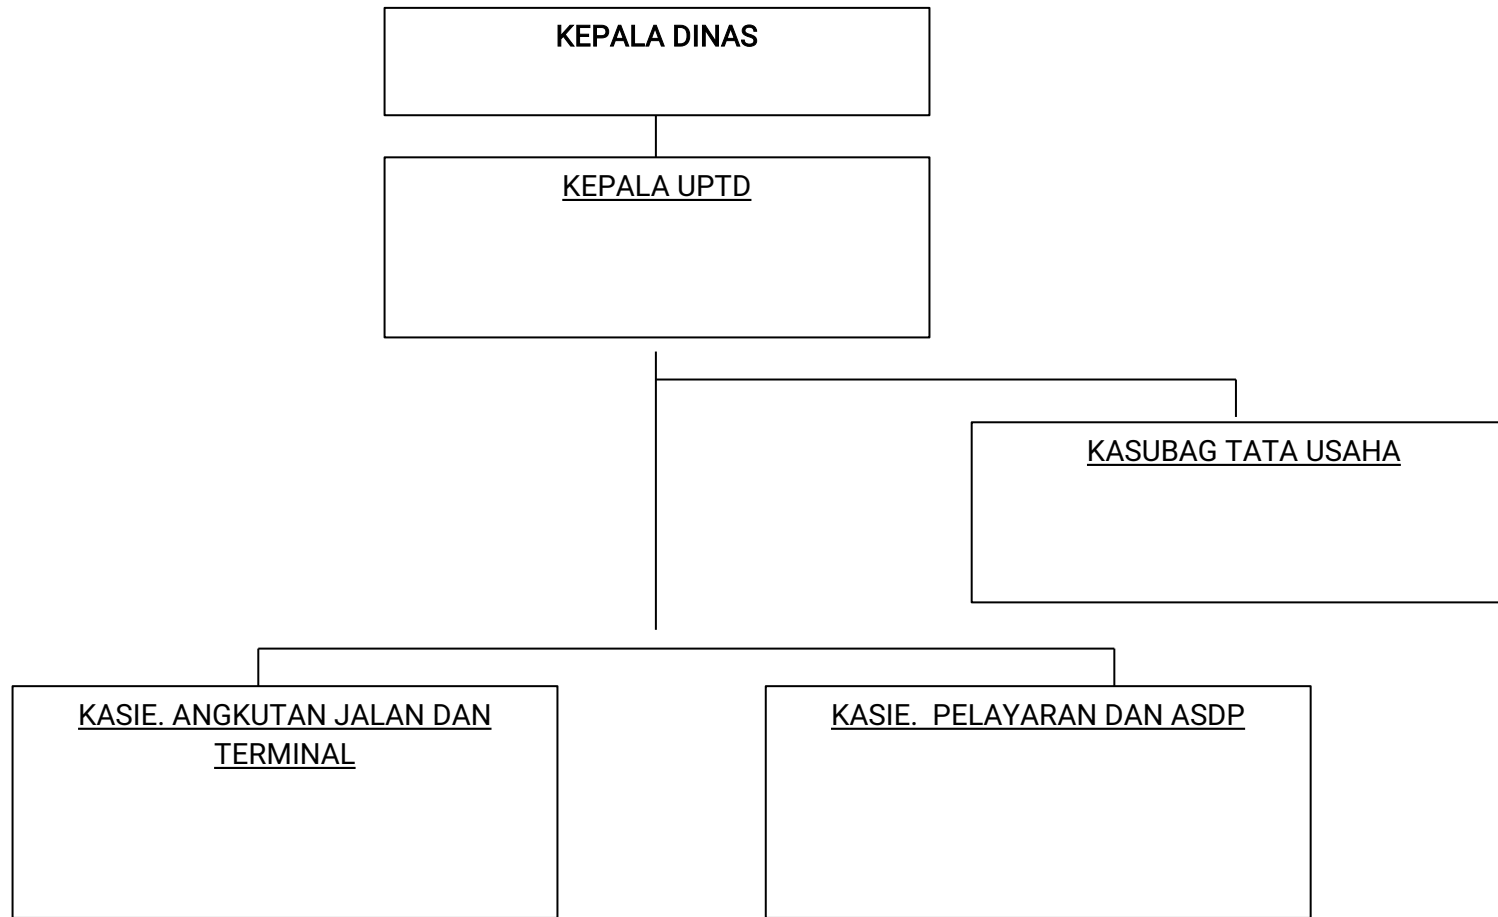 KEPALA DINAS
KEPALA UPTD
KASUBAG TATA USAHA
KASIE. ANGKUTAN JALAN DAN
TERMINAL
KASIE.  PELAYARAN DAN ASDP